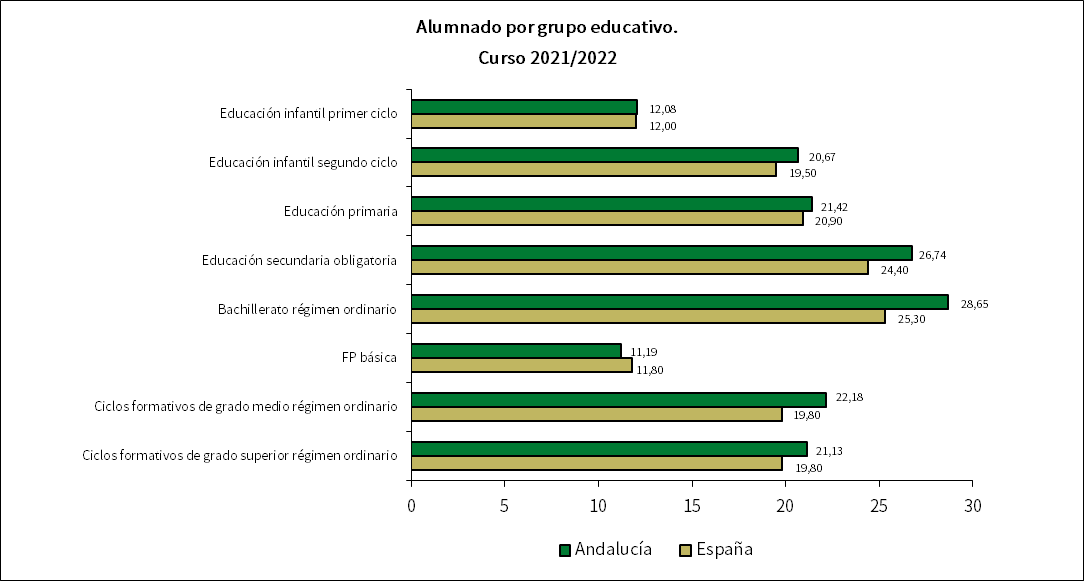 Alumnado por grupo educativo.
Curso 2021/2022
Educación infantil primer ciclo
12,08
12,00
Educación infantil segundo ciclo
20,67
19,50
Educación primaria
21,42
20,90
Educación secundaria obligatoria
26,74
24,40
Bachillerato régimen ordinario
28,65
25,30
FP básica
11,19
11,80
Ciclos formativos de grado medio régimen ordinario
22,18
19,80
Ciclos formativos de grado superior régimen ordinario
21,13
19,80
0 5 10 15 20 25 30
Andalucía España